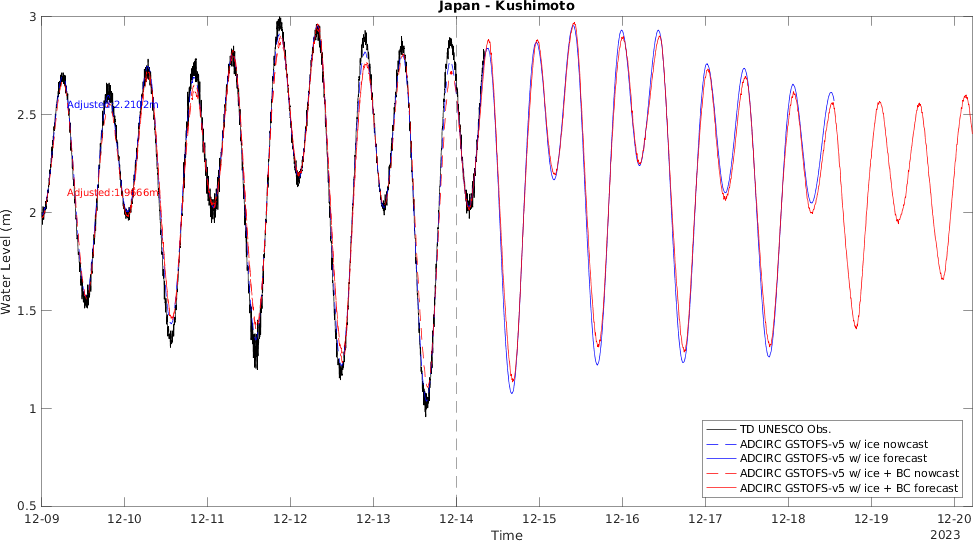 Japan - Kushimoto
3
2.5
2
1.5
1
0.5
Water Level (m)
Adjusted:2.2102m
Adjusted:1.9666m
TD UNESCO Obs.
ADCIRC GSTOFS-v5 w/ ice nowcast
ADCIRC GSTOFS-v5 w/ ice forecast
ADCIRC GSTOFS-v5 w/ ice + BC nowcast
ADCIRC GSTOFS-v5 w/ ice + BC forecast
12-09 12-10 12-11 12-12 12-13 12-14 12-15 12-16 12-17 12-18 12-19 12-20
Time
2023